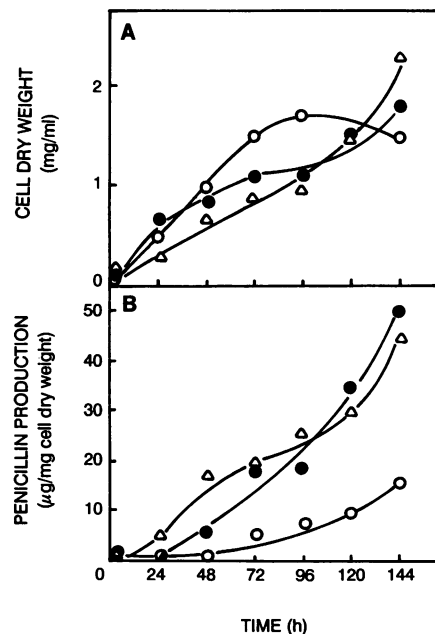 A
CELL DRY WEIGHT
(mg/ml)
2
1
0
B
PENICILLIN PRODUCTION
(µg/mg cell dry weight)
50
40
30
20
10
0 24 48 72 96 120 144
TIME (h)